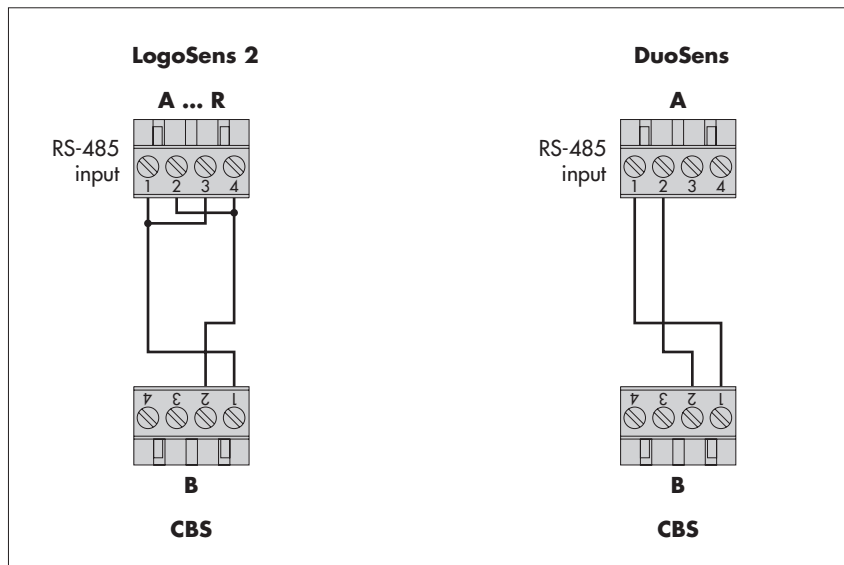 LogoSens 2
A ... R
RS-485
input
1 2 3 4
4 3 2 1
B
CBS
DuoSens
A
RS-485
input
1 2 3 4
4 3 2 1
B
CBS